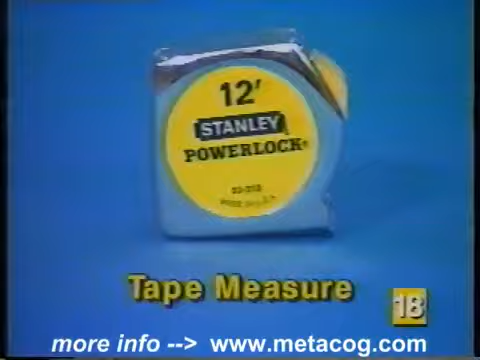 12'
STANLEY
POWERLOCK®
Tape Measure
18
more info --> www.metacog.com